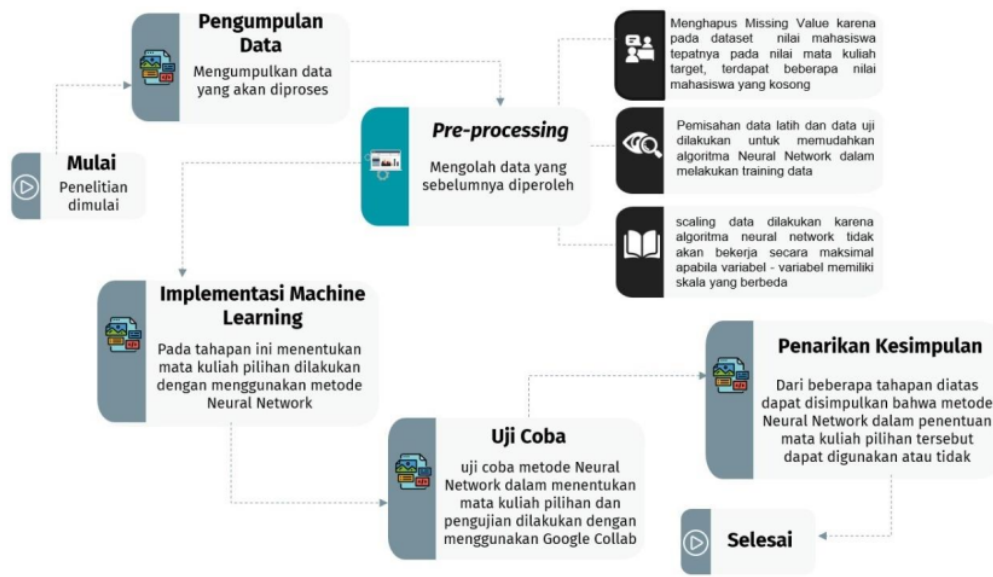 Mulai
Penelitian
dimulai
Pengumpulan
Data
Mengumpulkan data
yang akan diproses
Pre-processing
Mengolah data yang
sebelumnya diperoleh
Menghapus Missing Value karena
pada dataset nilai mahasiswa
tepatnya pada nilai mata kuliah
target, terdapat beberapa nilai
mahasiswa yang kosong
Pemisahan data latih dan data uji
dilakukan untuk memudahkan
algoritma Neural Network dalam
melakukan training data
scaling data dilakukan karena
algoritma neural network tidak
akan bekerja secara maksimal
apabila variabel - variabel memiliki
skala yang berbeda
Implementasi Machine
Learning
Pada tahapan ini menentukan
mata kuliah pilihan dilakukan
dengan menggunakan metode
Neural Network
Uji Coba
uji coba metode Neural
Network dalam menentukan
mata kuliah pilihan dan
pengujian dilakukan dengan
menggunakan Google Collab
Penarikan Kesimpulan
Dari beberapa tahapan diatas
dapat disimpulkan bahwa metode
Neural Network dalam penentuan
mata kuliah pilihan tersebut
dapat digunakan atau tidak
Selesai